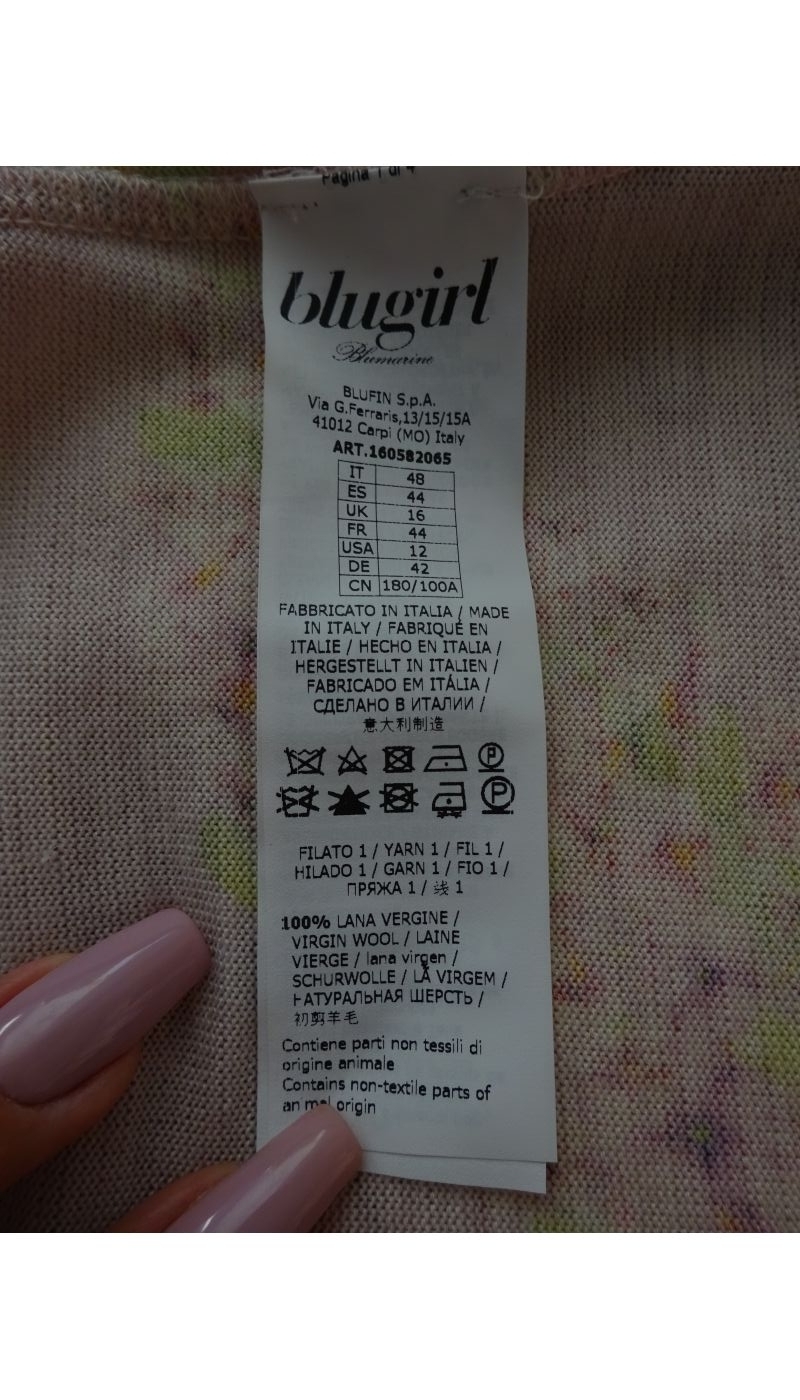 Pagina 1 di 4
blugirl
Blumarine
BLUFIN S.p.A.
Via G.Ferraris,13/15/15A
41012 Carpi (MO) Italy
ART.160582065
IT 48
ES 44
UK 16
FR 44
USA 12
DE 42
CN 180/100A
FABBRICATO IN ITALIA / MADE
IN ITALY / FABRIQUÉ EN
ITALIE / HECHO EN ITALIA /
HERGESTELLT IN ITALIEN /
FABRICADO EM ITÁLIA /
СДЕЛАНО В ИТАЛИИ /
意大利制造
P
P
FILATO 1 / YARN 1 / FIL 1 /
HILADO 1 / GARN 1 / FIO 1 /
ПРЯЖА 1 / 线 1
100% LANA VERGINE /
VIRGIN WOOL / LAINE
VIERGE / lana virgen /
SCHURWOLLE / LÃ VIRGEM /
НАТУРАЛЬНАЯ ШЕРСТЬ /
初剪羊毛
Contiene parti non tessili di
origine animale
Contains non-textile parts of
animal origin